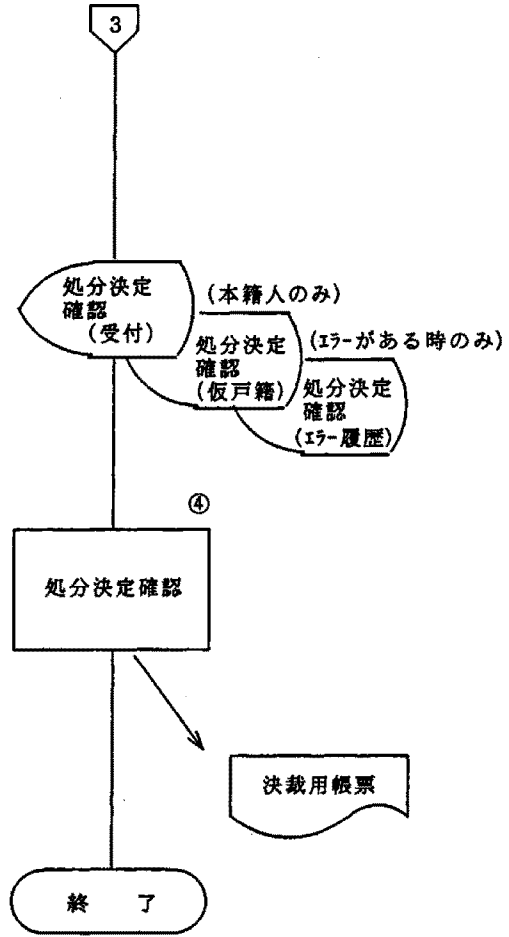 3
処分決定
確認
(受付)
(本籍人のみ)
処分決定
確認
(仮戸籍)
(ｴﾗｰがある時のみ)
処分決定
確認
(ｴﾗｰ履歴)
④
処分決定確認
決裁用帳票
終　了